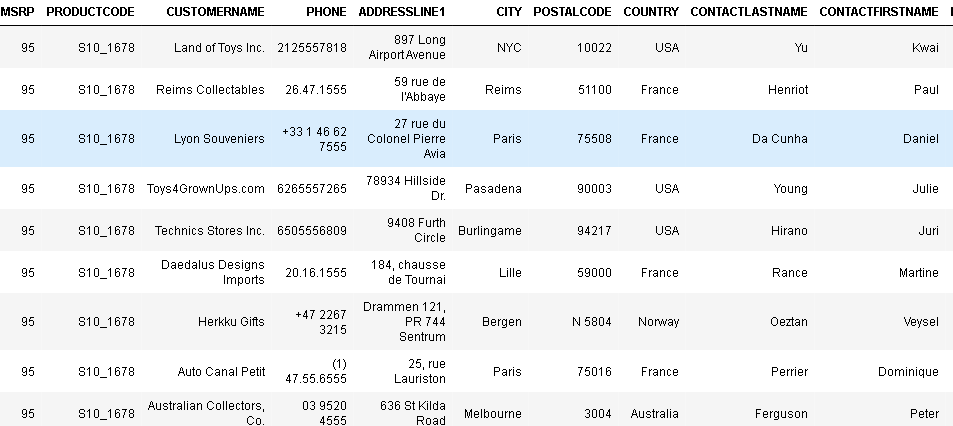 MSRP PRODUCTCODE CUSTOMERNAME PHONE ADDRESSLINE1 CITY POSTALCODE COUNTRY CONTACTLASTNAME CONTACTFIRSTNAME
95 S10_1678 Land of Toys Inc. 2125557818 897 Long NYC 10022 USA Yu Kwai
Airport Avenue
95 S10_1678 Reims Collectables 26.47.1555 59 rue de Reims 51100 France Henriot Paul
l'Abbaye
95 S10_1678 Lyon Souveniers +33 1 46 62 27 rue du Paris 75508 France Da Cunha Daniel
7555 Colonel Pierre
Avia
95 S10_1678 Toys4GrownUps.com 6265557265 78934 Hillside Pasadena 90003 USA Young Julie
Dr.
95 S10_1678 Technics Stores Inc. 6505556809 9408 Furth Burlingame 94217 USA Hirano Juri
Circle
95 S10_1678 Daedalus Designs 20.16.1555 184, chausse Lille 59000 France Rance Martine
Imports de Tournai
95 S10_1678 Herkku Gifts +47 2267 Drammen 121, Bergen N 5804 Norway Oeztan Veysel
3215 PR 744
Sentrum
95 S10_1678 Auto Canal Petit (1) 25, rue Paris 75016 France Perrier Dominique
47.55.6555 Lauriston
95 S10_1678 Australian Collectors, 03 9520 636 St Kilda Melbourne 3004 Australia Ferguson Peter
Co. 4555 Road